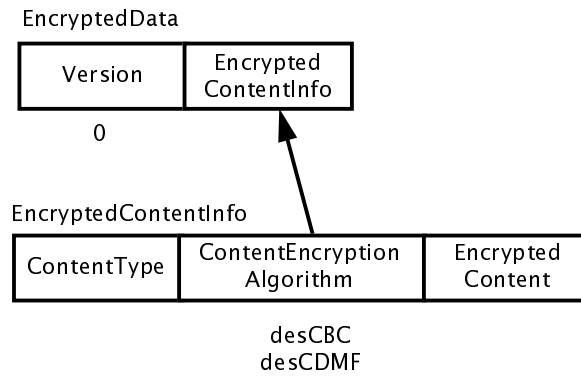 EncryptedData
Version
Encrypted
ContentInfo
0
EncryptedContentInfo
ContentType
ContentEncryption
Algorithm
Encrypted
Content
desCBC
desCDMF